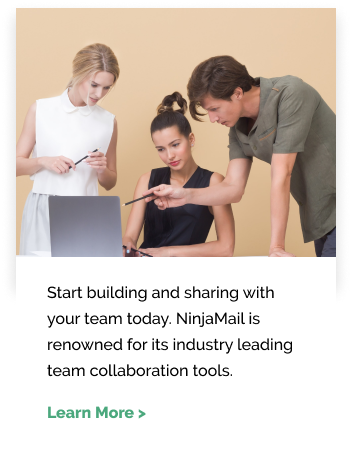 Start building and sharing with
your team today. NinjaMail is
renowned for its industry leading
team collaboration tools.
Learn More >